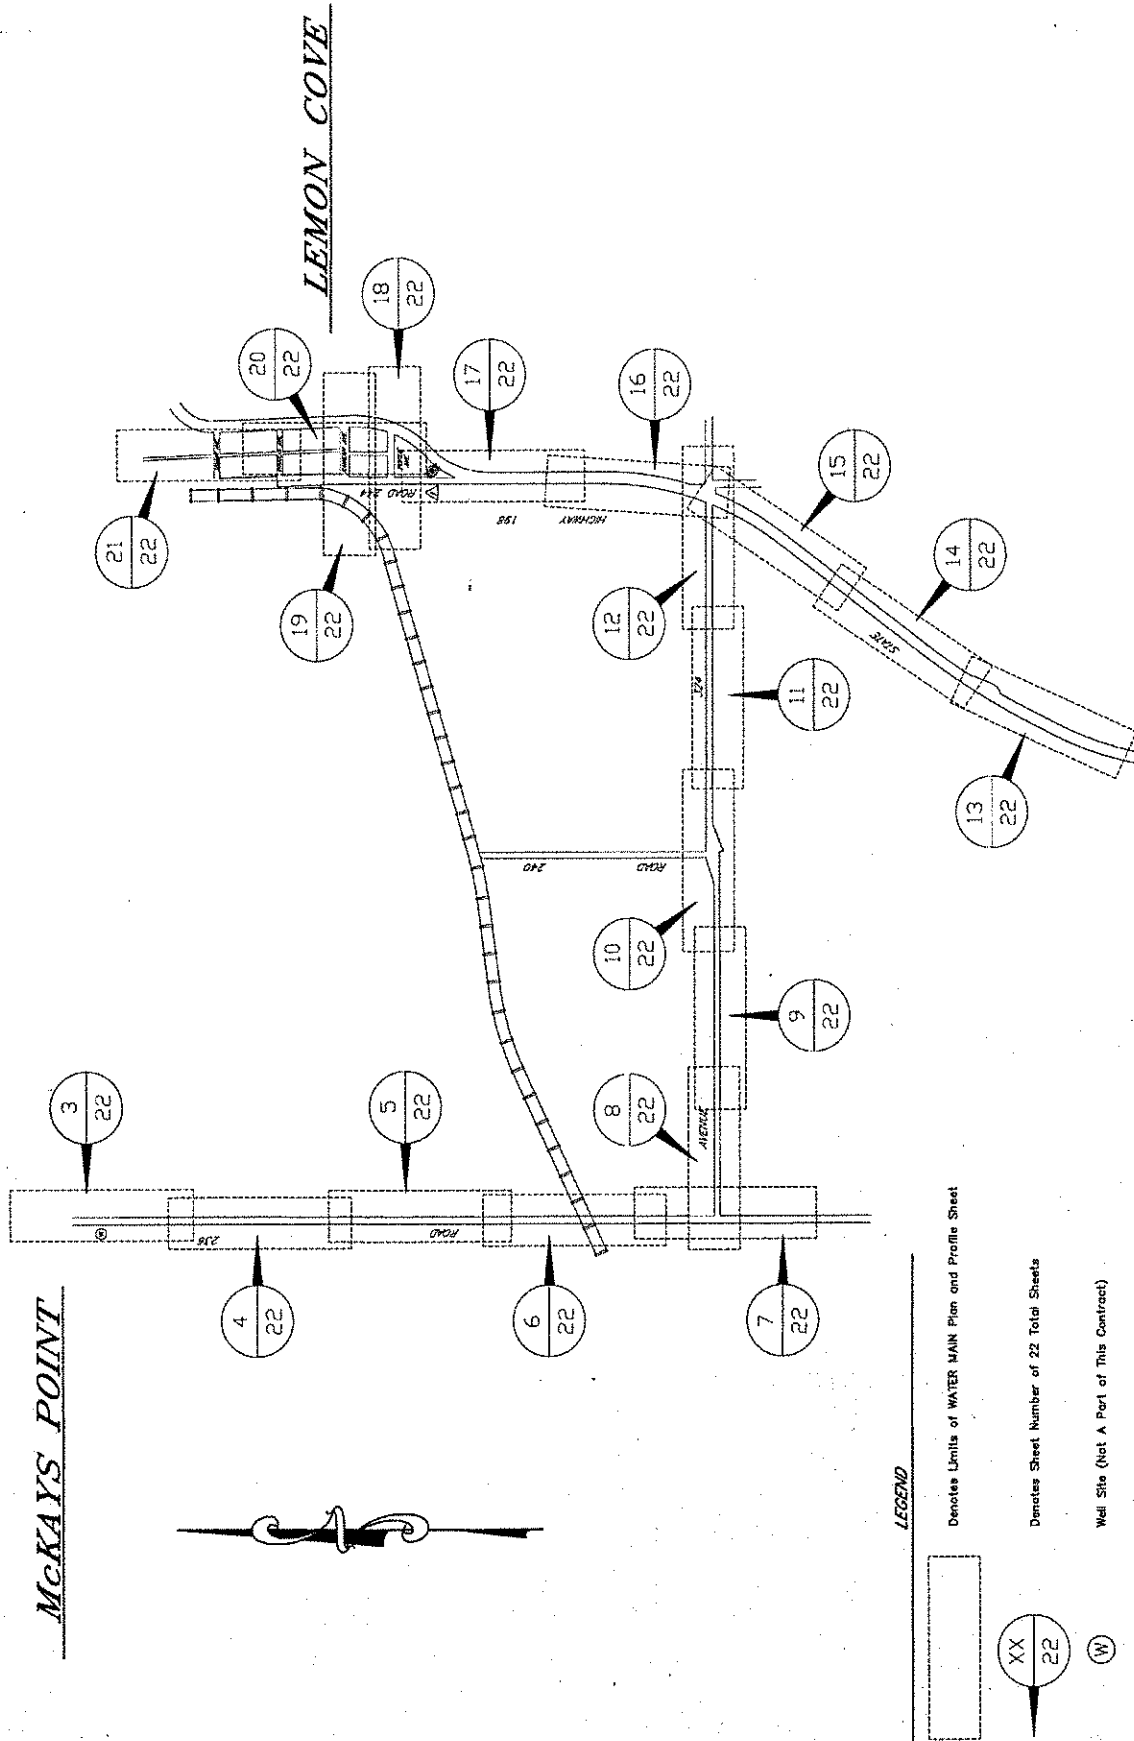 McKAYS POINT
LEMON COVE
3
22
4
22
5
22
6
22
7
22
8
22
9
22
10
22
11
22
12
22
13
22
14
22
15
22
16
22
17
22
18
22
19
22
20
22
21
22
236
ROAD
AVENUE
324
240
ROAD
STATE
HIGHWAY
198
ROAD 244
LEGEND
Denotes Limits of WATER MAIN Plan and Profile Sheet
XX
22
Denotes Sheet Number of 22 Total Sheets
W
Well Site (Not A Part of This Contract)
W